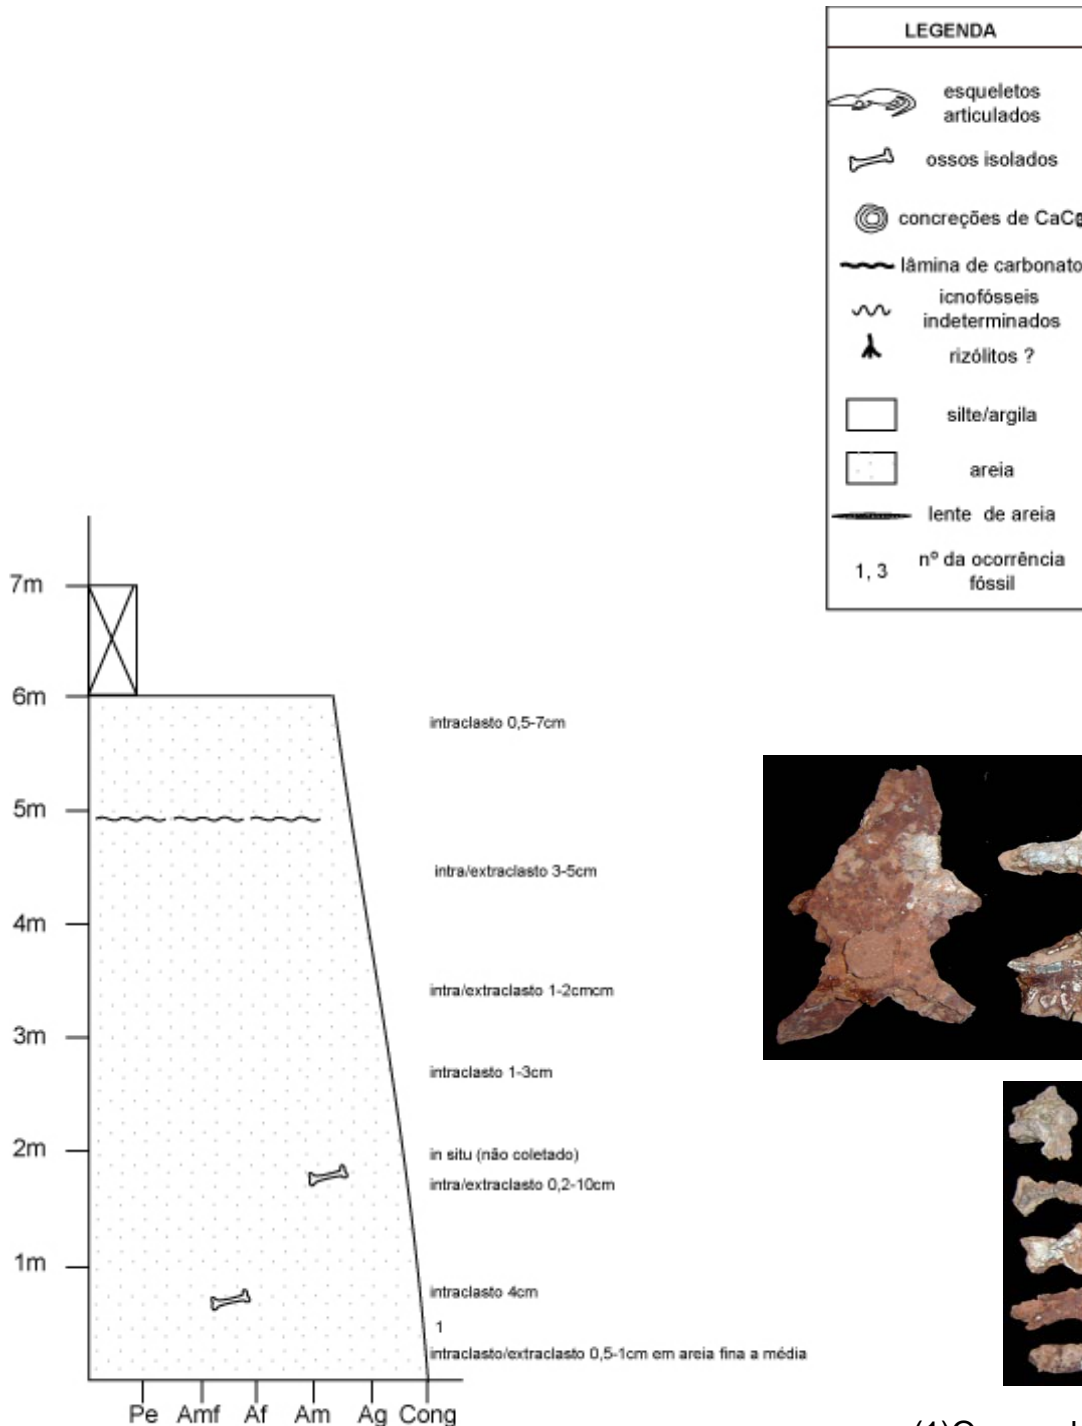 LEGENDA
esqueletos
articulados
ossos isolados
concreções de
lâmina de carbonato
icnofósseis
indeterminados
rizólitos ?
silte/argila
areia
lente de areia
1, 3 nº da ocorrência
fóssil
7m
6m
intraclasto 0,5-7cm
5m
intra/extraclasto 3-5cm
4m
intra/extraclasto 1-2cmcm
3m
intraclasto 1-3cm
2m
in situ (não coletado)
intra/extraclasto 0,2-10cm
1m
intraclasto 4cm
1
intraclasto/extraclasto 0,5-1cm em areia fina a média
Pe Amf Af Am Ag Cong